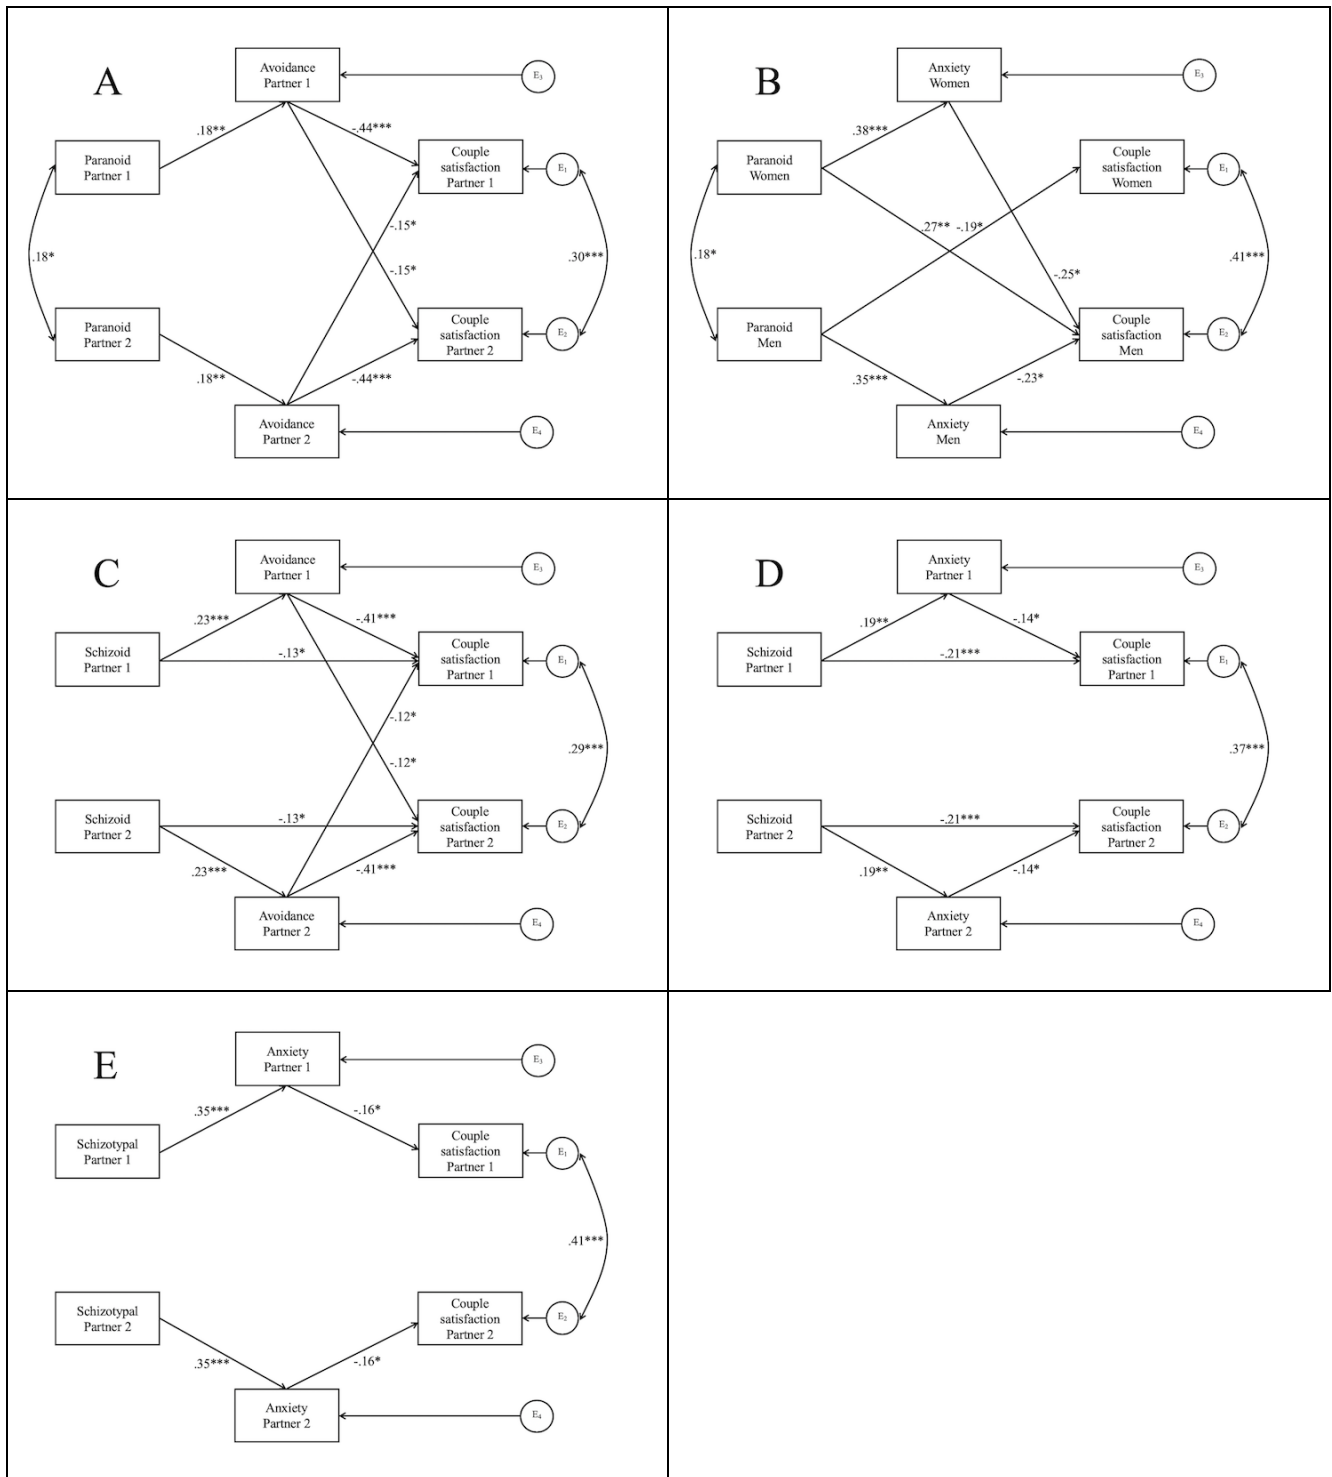 A
Avoidance
Partner 1
E3
.18**
-.44***
Paranoid
Partner 1
Couple
satisfaction
Partner 1
E1
-.15*
.18*
.30***
-.15*
Paranoid
Partner 2
Couple
satisfaction
Partner 2
E2
.18**
-.44***
Avoidance
Partner 2
E4
B
Anxiety
Women
E3
.38***
Paranoid
Women
Couple
satisfaction
Women
E1
.27**
-.19*
.18*
.41***
-.25*
Paranoid
Men
Couple
satisfaction
Men
E2
.35***
-.23*
Anxiety
Men
E4
C
Avoidance
Partner 1
E3
.23***
-.41***
Schizoid
Partner 1
-.13*
Couple
satisfaction
Partner 1
E1
-.12*
.29***
-.12*
Schizoid
Partner 2
-.13*
Couple
satisfaction
Partner 2
E2
.23***
-.41***
Avoidance
Partner 2
E4
D
Anxiety
Partner 1
E3
.19**
-.14*
Schizoid
Partner 1
-.21***
Couple
satisfaction
Partner 1
E1
.37***
Schizoid
Partner 2
-.21***
Couple
satisfaction
Partner 2
E2
.19**
-.14*
Anxiety
Partner 2
E4
E
Anxiety
Partner 1
E3
.35***
-.16*
Schizotypal
Partner 1
Couple
satisfaction
Partner 1
E1
.41***
Schizotypal
Partner 2
Couple
satisfaction
Partner 2
E2
.35***
-.16*
Anxiety
Partner 2
E4